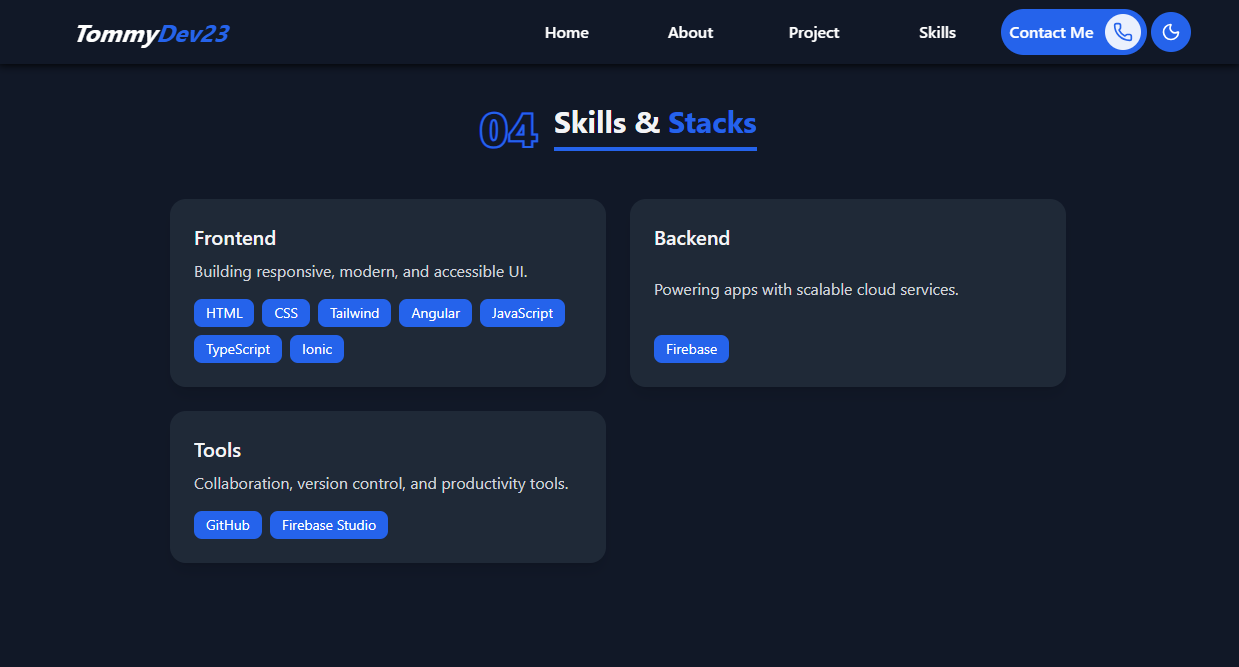 TommyDev23
Home About Project Skills Contact Me
04 Skills & Stacks
Frontend
Building responsive, modern, and accessible UI.
HTML CSS Tailwind Angular JavaScript
TypeScript Ionic
Backend
Powering apps with scalable cloud services.
Firebase
Tools
Collaboration, version control, and productivity tools.
GitHub Firebase Studio